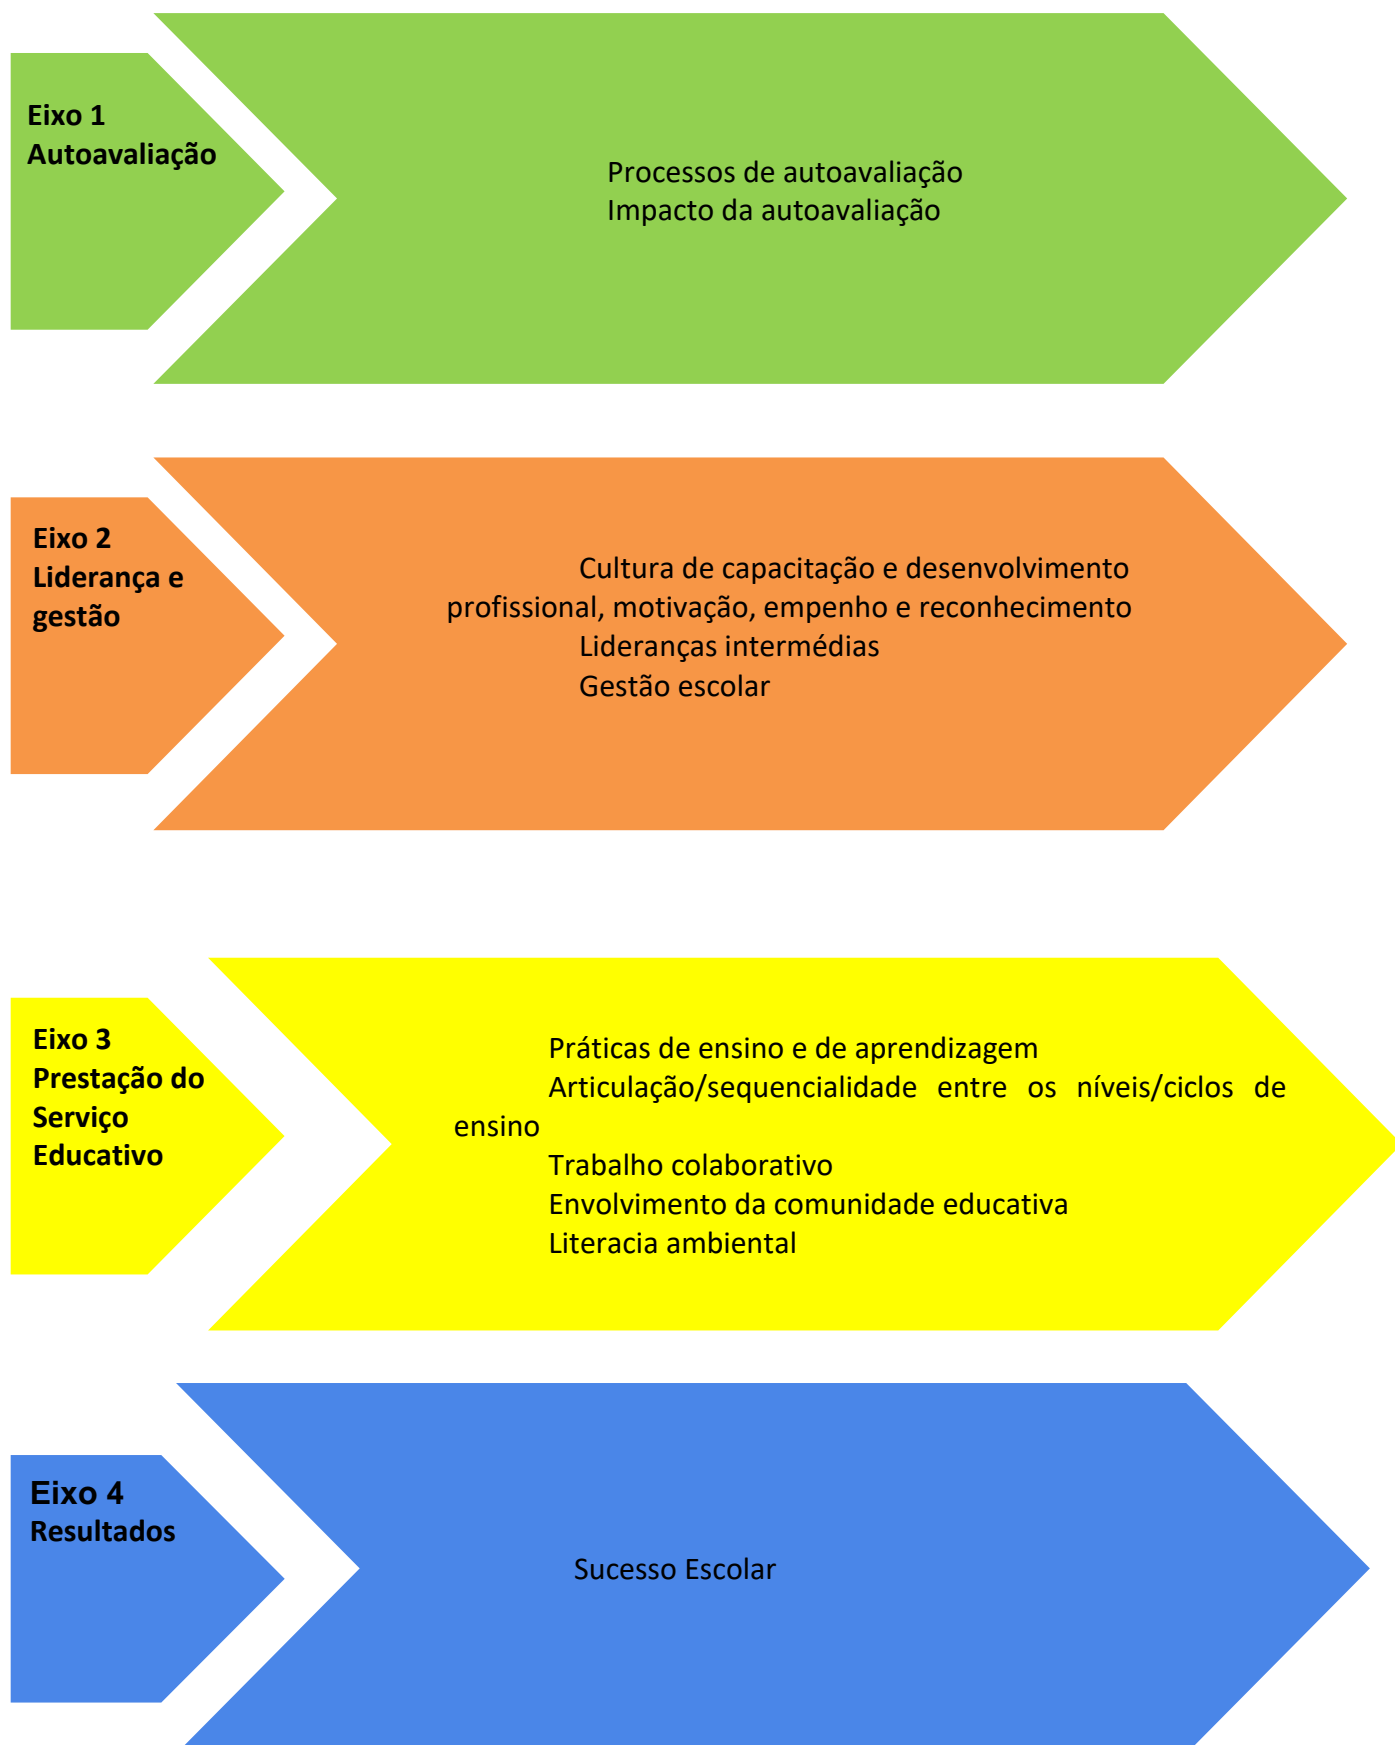 Eixo 1
Autoavaliação
Processos de autoavaliação
Impacto da autoavaliação
Eixo 2
Liderança e
gestão
Cultura de capacitação e desenvolvimento
profissional, motivação, empenho e reconhecimento
Lideranças intermédias
Gestão escolar
Eixo 3
Prestação do
Serviço
Educativo
Práticas de ensino e de aprendizagem
Articulação/sequencialidade entre os níveis/ciclos de
ensino
Trabalho colaborativo
Envolvimento da comunidade educativa
Literacia ambiental
Eixo 4
Resultados
Sucesso Escolar